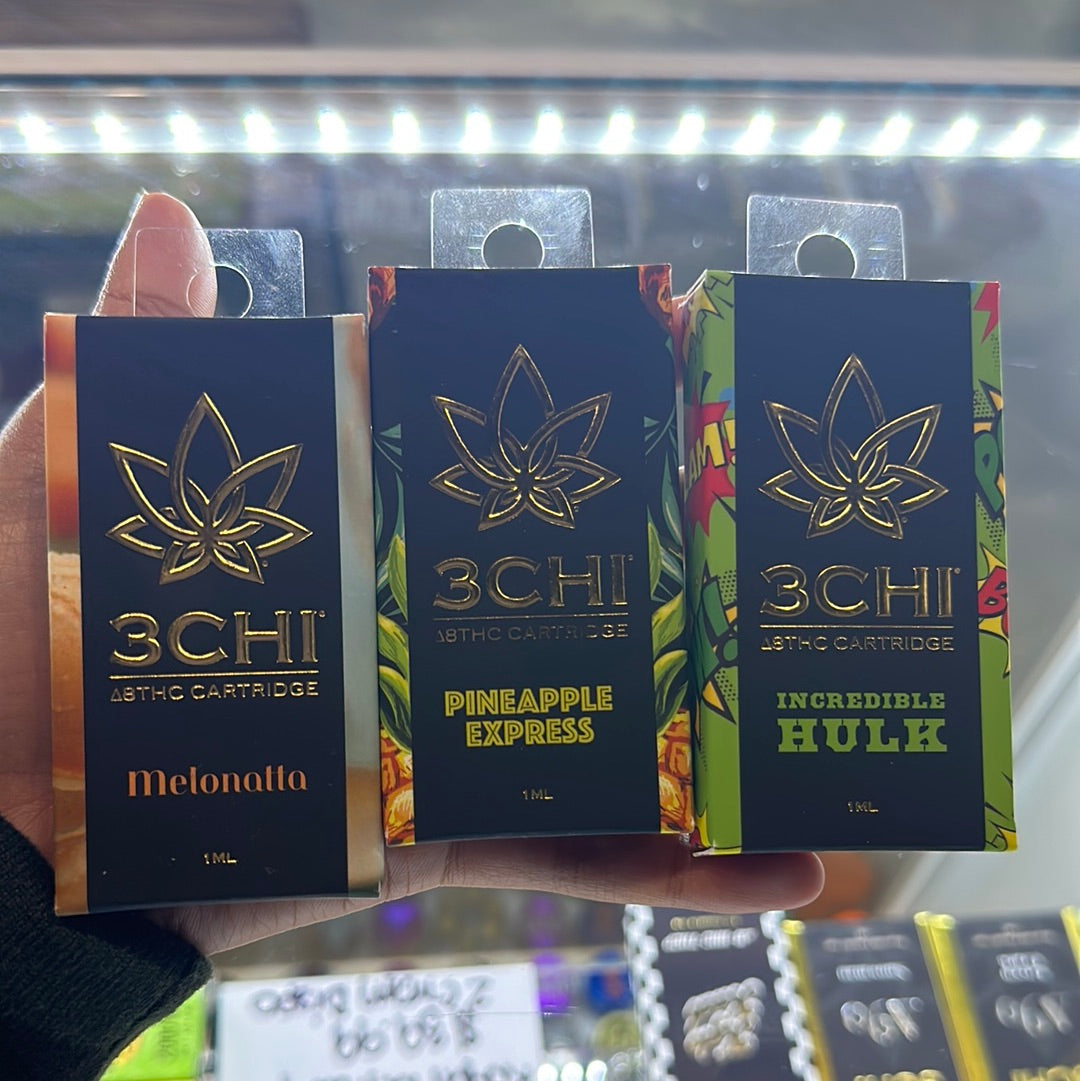 3CHI
Δ8THC CARTRIDGE
Melonatta
1ML
3CHI
Δ8THC CARTRIDGE
PINEAPPLE
EXPRESS
1ML
3CHI
Δ8THC CARTRIDGE
INCREDIBLE
HULK
1ML